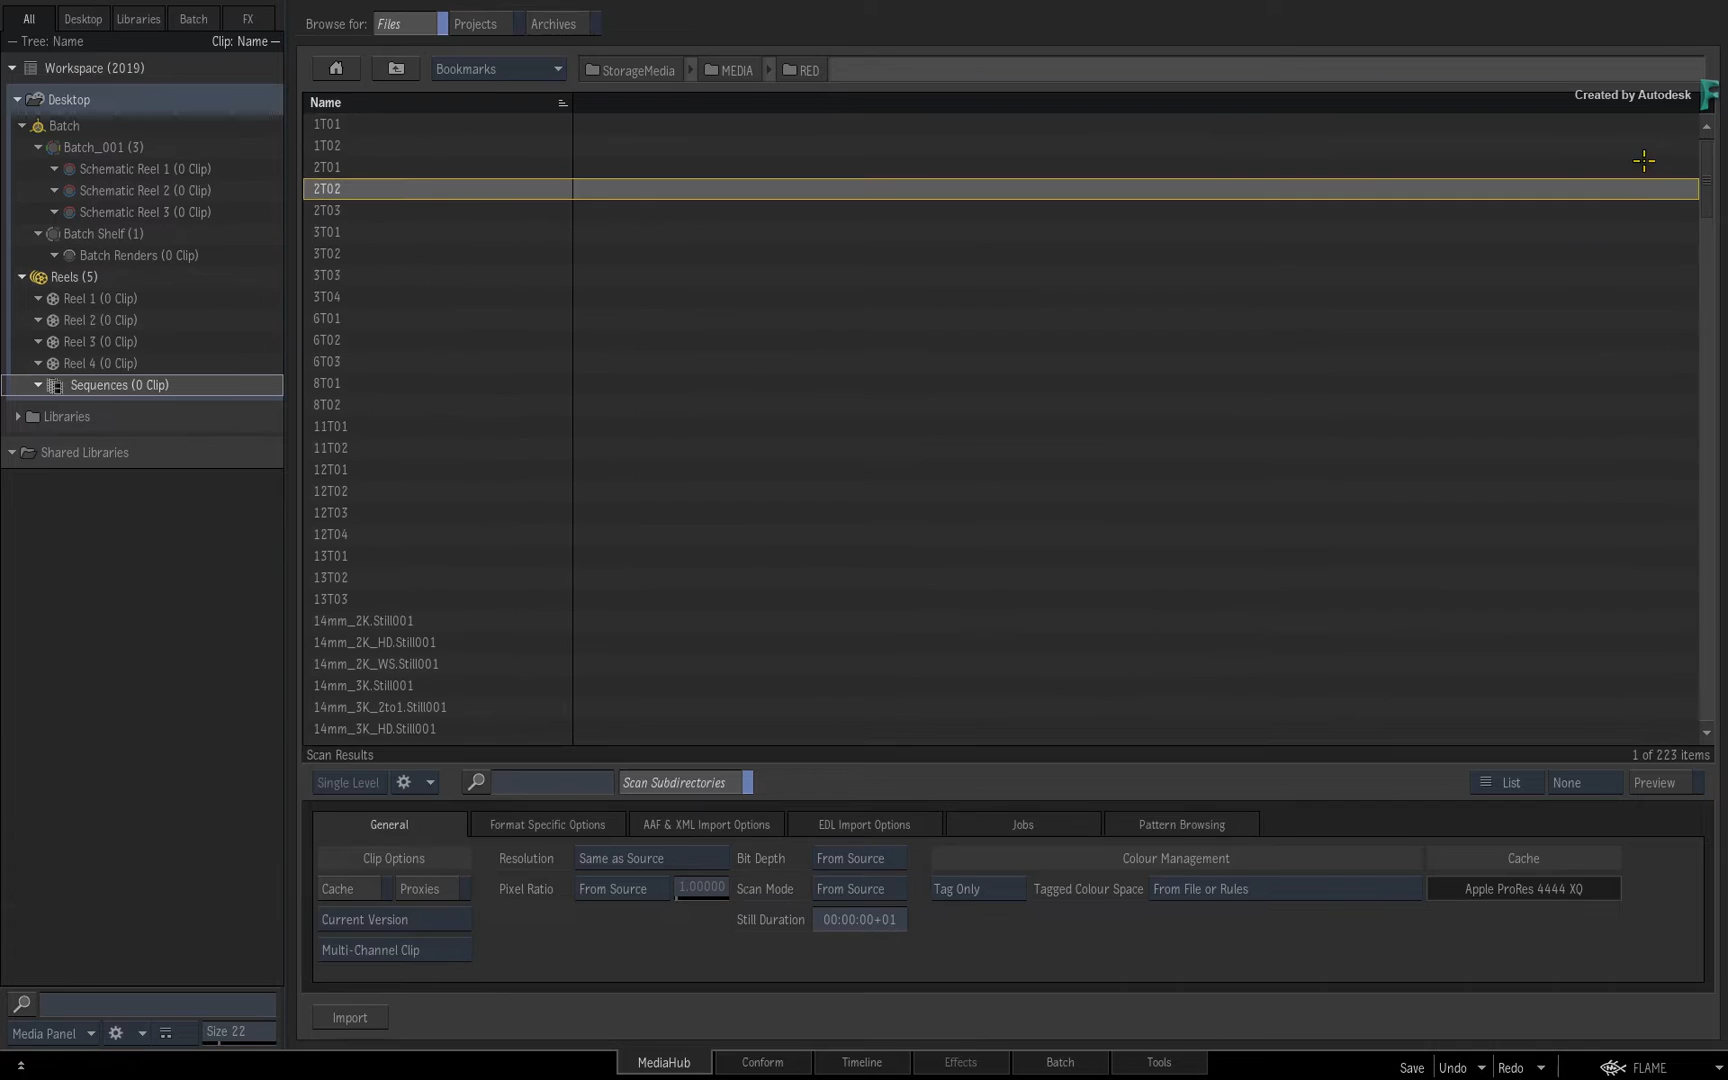 All Desktop Libraries Batch FX
Tree: Name Clip: Name
Workspace (2019)
Desktop
Batch
Batch_001 (3)
Schematic Reel 1 (0 Clip)
Schematic Reel 2 (0 Clip)
Schematic Reel 3 (0 Clip)
Batch Shelf (1)
Batch Renders (0 Clip)
Reels (5)
Reel 1 (0 Clip)
Reel 2 (0 Clip)
Reel 3 (0 Clip)
Reel 4 (0 Clip)
Sequences (0 Clip)
Libraries
Shared Libraries
Media Panel Size 22
Browse for: Files Projects Archives
Bookmarks StorageMedia MEDIA RED
Created by Autodesk
Name
1T01
1T02
2T01
2T02
2T03
3T01
3T02
3T03
3T04
6T01
6T02
6T03
8T01
8T02
11T01
11T02
12T01
12T02
12T03
12T04
13T01
13T02
13T03
14mm_2K.Still001
14mm_2K_HD.Still001
14mm_2K_WS.Still001
14mm_3K.Still001
14mm_3K_2to1.Still001
14mm_3K_HD.Still001
Scan Results 1 of 223 items
Single Level Scan Subdirectories List None Preview
General Format Specific Options AAF & XML Import Options EDL Import Options Jobs Pattern Browsing
Clip Options Resolution Same as Source Bit Depth From Source Colour Management Cache
Cache Proxies Pixel Ratio From Source 1.00000 Scan Mode From Source Tag Only Tagged Colour Space From File or Rules Apple ProRes 4444 XQ
Current Version Still Duration 00:00:00+01
Multi-Channel Clip
Import
MediaHub Conform Timeline Effects Batch Tools Save Undo Redo FLAME